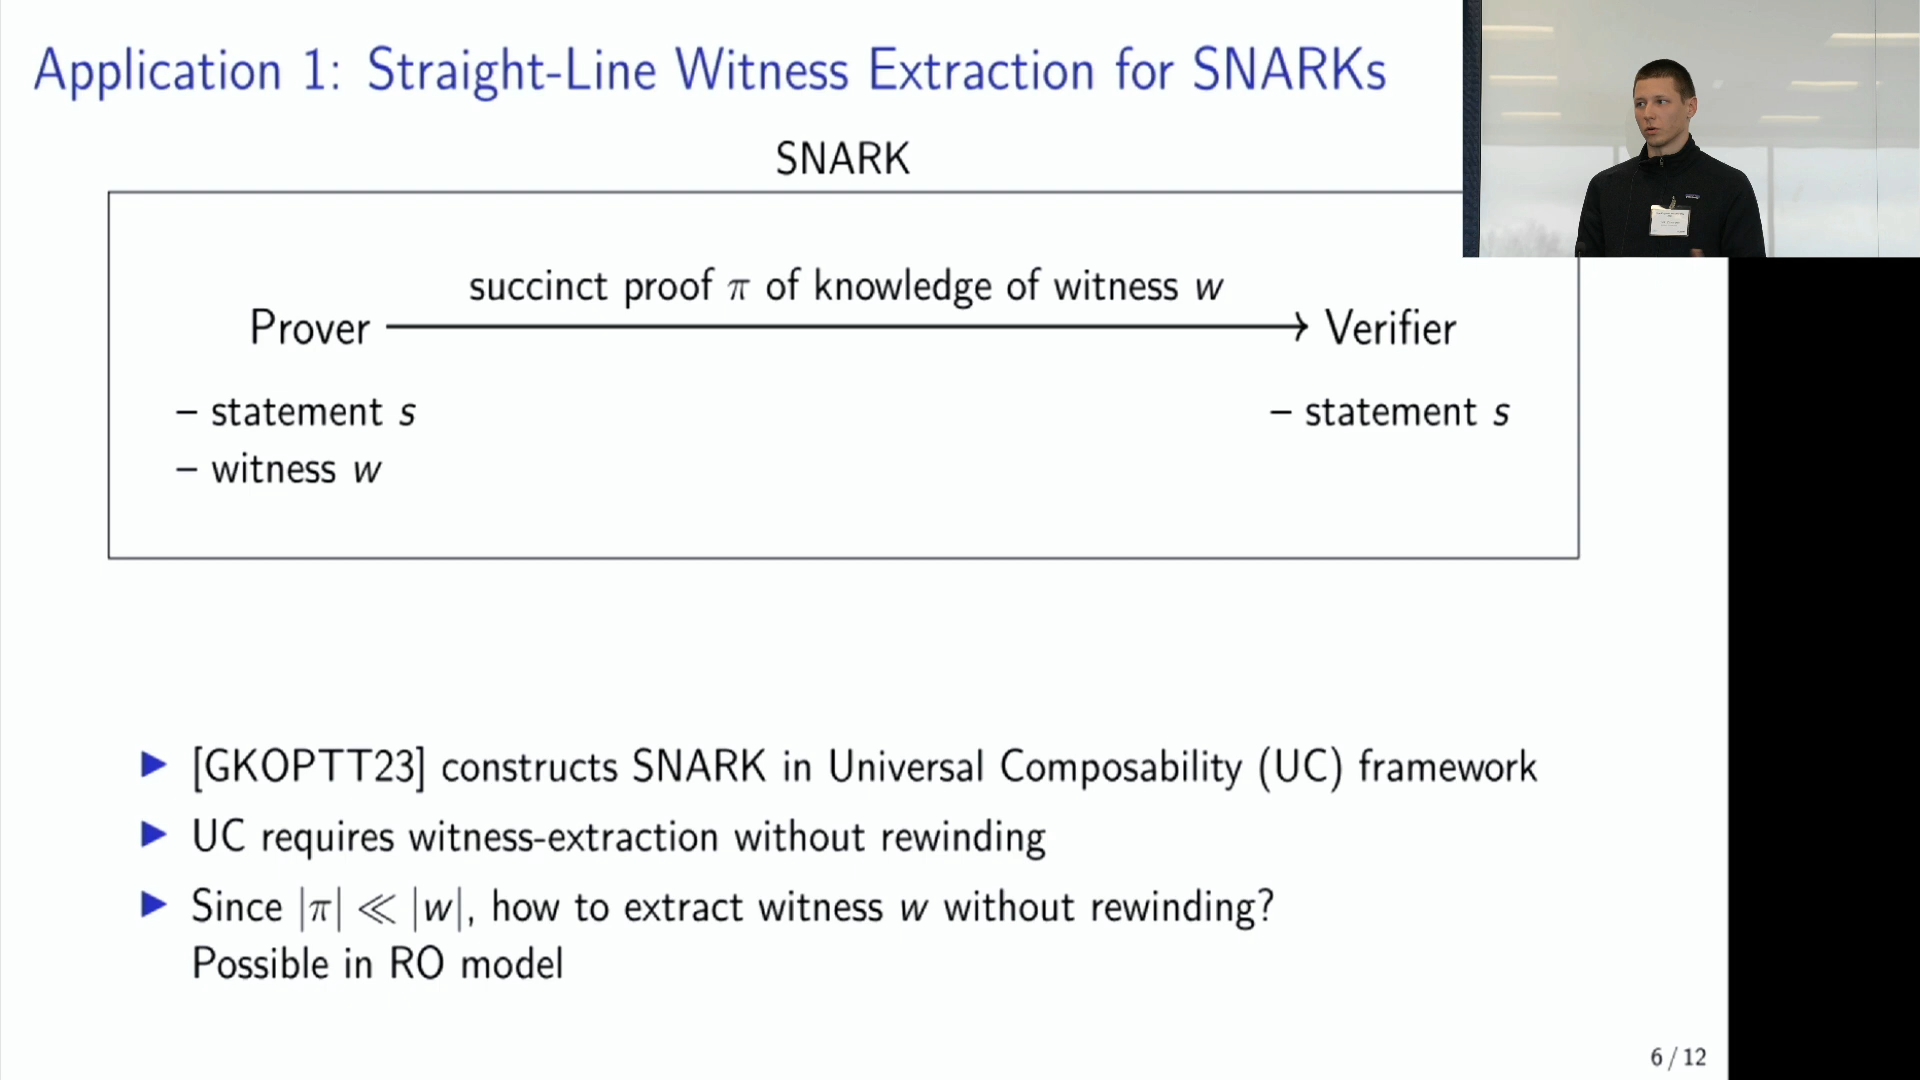 Application 1: Straight-Line Witness Extraction for SNARKs
SNARK
succinct proof π of knowledge of witness w
Prover
Verifier
– statement s
– statement s
– witness w
▶ [GKOPTT23] constructs SNARK in Universal Composability (UC) framework
▶ UC requires witness-extraction without rewinding
▶ Since |π| ≪ |w|, how to extract witness w without rewinding?
Possible in RO model
6 / 12